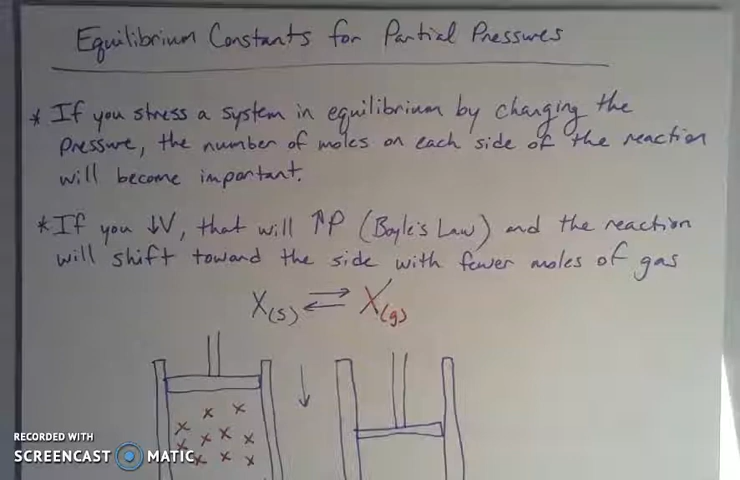 Equilibrium Constants for Partial Pressures
* If you stress a system in equilibrium by changing the
pressure, the number of moles on each side of the reaction
will become important.
* If you ↓V, that will ↑P (Boyle's Law) and the reaction
will shift toward the side with fewer moles of gas
X(s) ⇌ X(g)
x x
x x x x
x x x x
RECORDED WITH
SCREENCAST MATIC